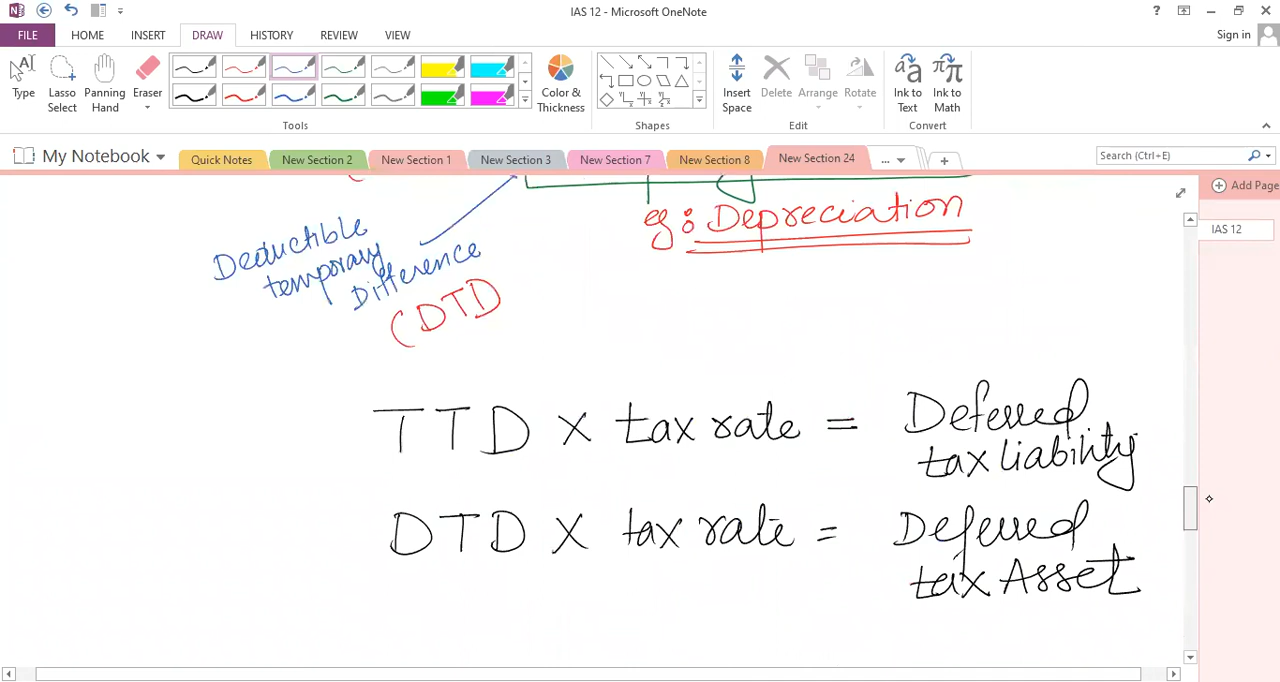 IAS 12 - Microsoft OneNote
?
FILE HOME INSERT DRAW HISTORY REVIEW VIEW
Sign in
Type
Lasso Select
Panning Hand
Eraser
Color & Thickness
Insert Space
Delete
Arrange
Rotate
Ink to Text
Ink to Math
Tools
Shapes
Edit
Convert
My Notebook
Quick Notes
New Section 2
New Section 1
New Section 3
New Section 7
New Section 8
New Section 24
...
Search (Ctrl+E)
Add Page
IAS 12
eg: Depreciation
Deductible
temporary
Difference
(DTD
TTD X tax rate = Deferred
tax liability
DTD X tax rate = Deferred
tax Asset